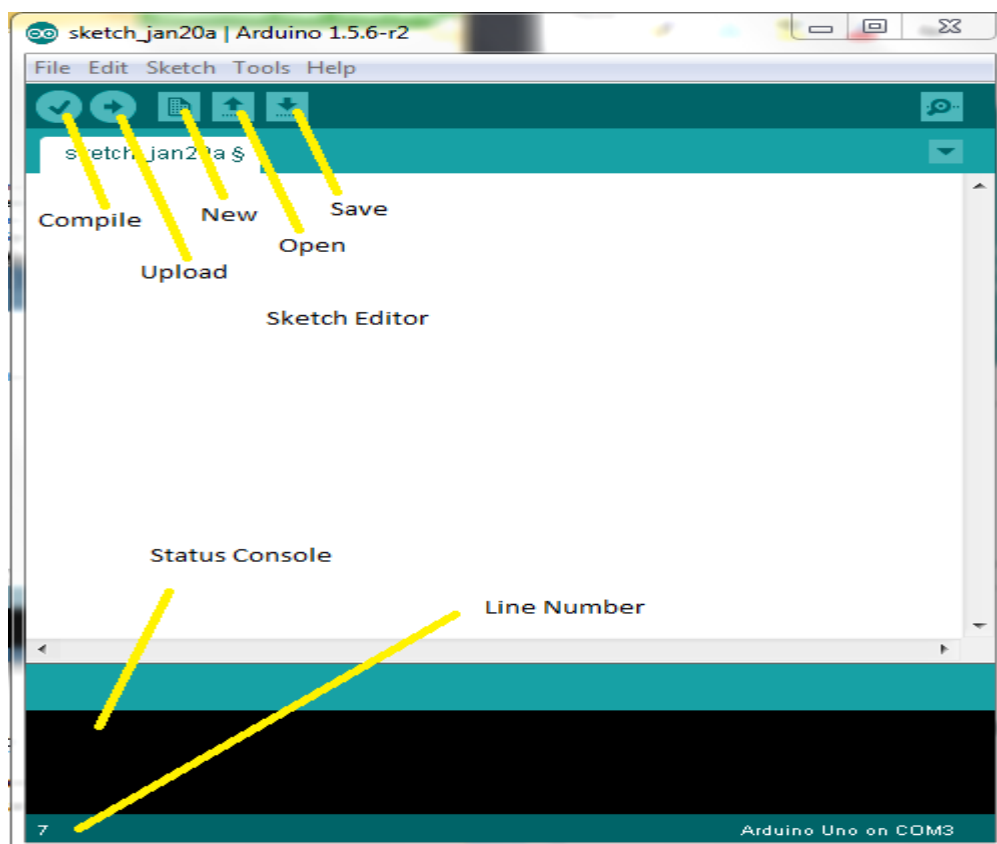 sketch_jan20a | Arduino 1.5.6-r2
File Edit Sketch Tools Help
sketch_jan20a §
Compile
New
Save
Open
Upload
Sketch Editor
Status Console
Line Number
7
Arduino Uno on COM3